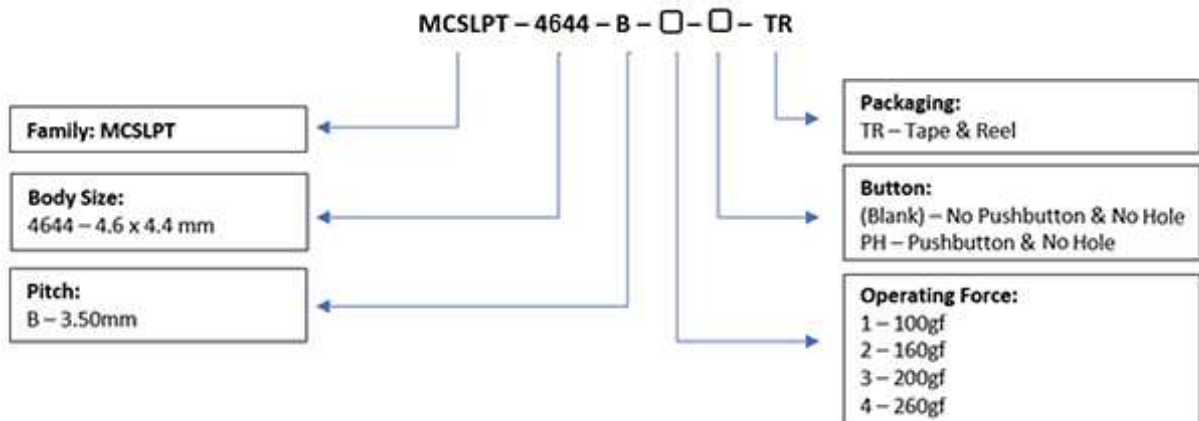 MCSLPT – 4644 – B – ☐ – ☐ – TR
Family: MCSLPT
Body Size:
4644 – 4.6 x 4.4 mm
Pitch:
B – 3.50mm
Packaging:
TR – Tape & Reel
Button:
(Blank) – No Pushbutton & No Hole
PH – Pushbutton & No Hole
Operating Force:
1 – 100gf
2 – 160gf
3 – 200gf
4 – 260gf